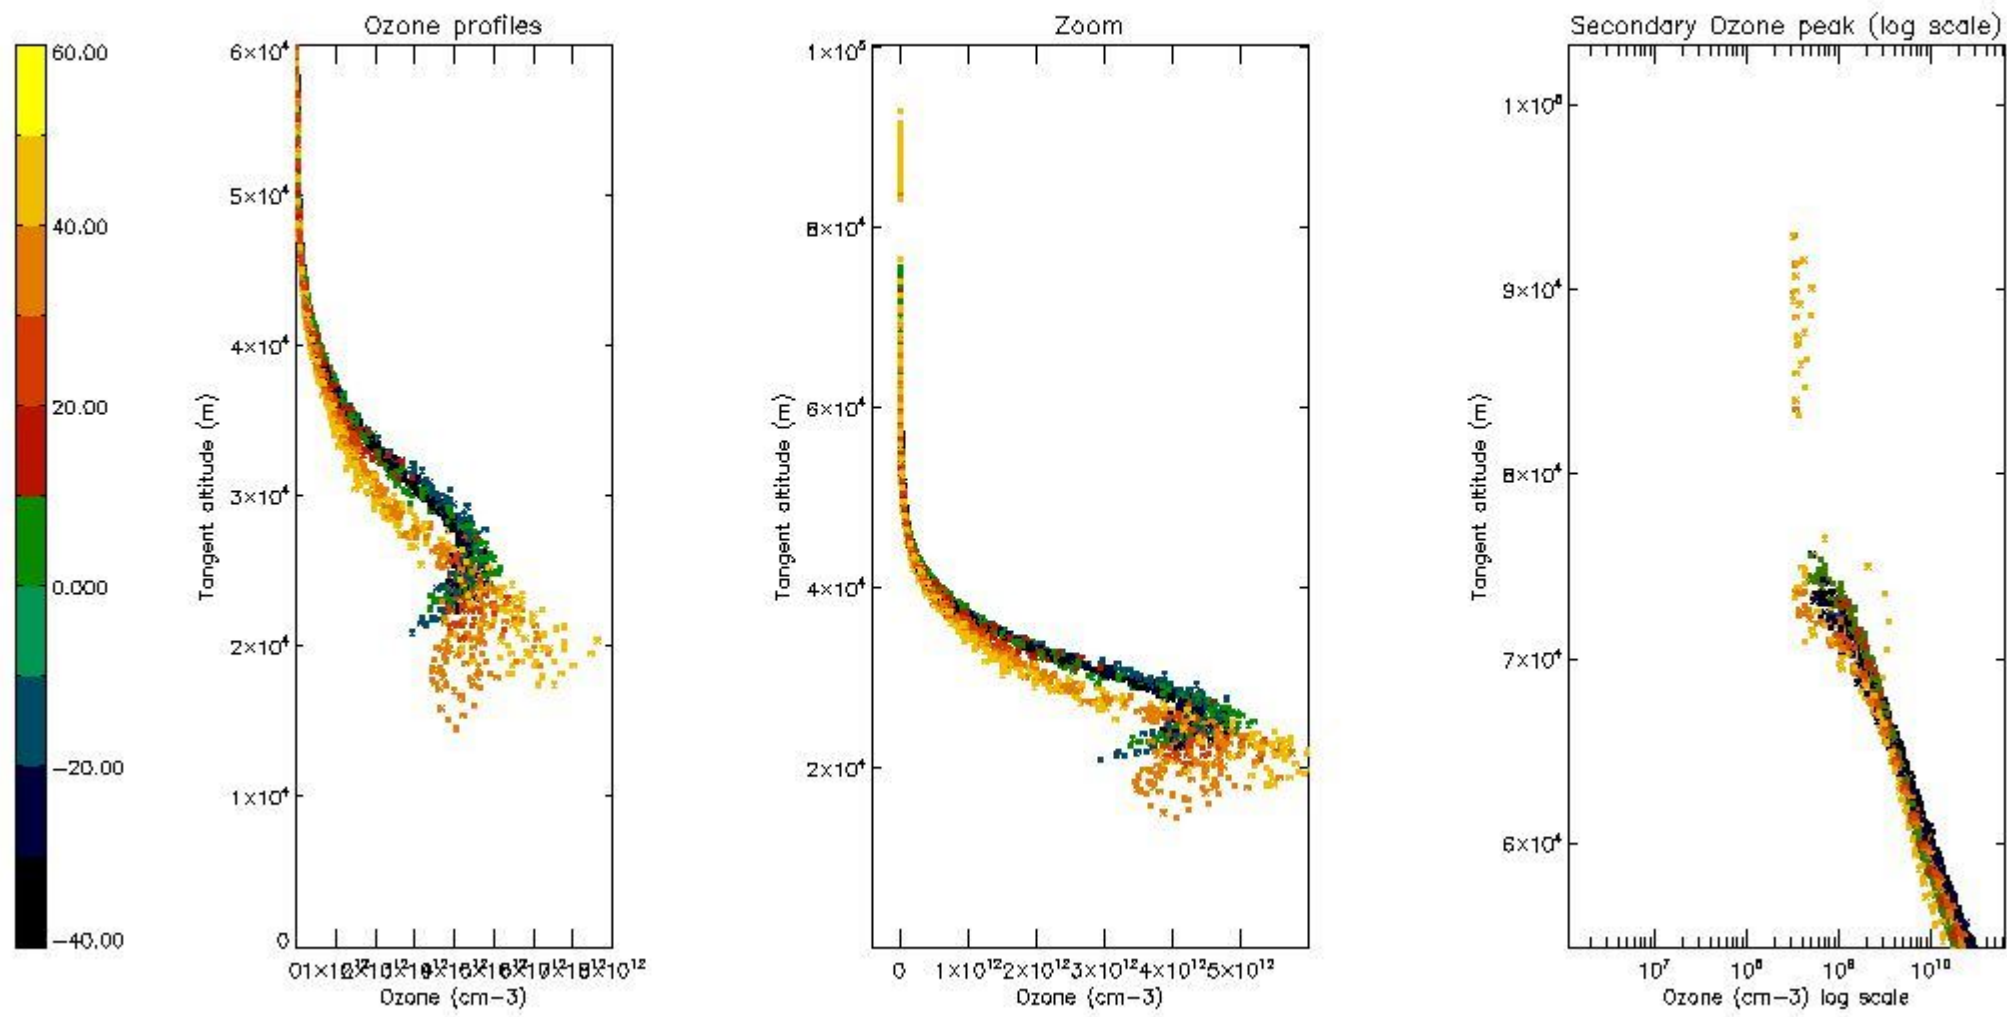 Ozone profiles
60.00
40.00
20.00
0.000
−20.00
−40.00
6×10⁴
5×10⁴
4×10⁴
3×10⁴
2×10⁴
1×10⁴
0
Tangent altitude (m)
Ozone (cm−3)
Zoom
1×10⁵
8×10⁴
6×10⁴
4×10⁴
2×10⁴
Tangent altitude (m)
0 1×10¹² 2×10¹² 3×10¹² 4×10¹² 5×10¹²
Ozone (cm−3)
Secondary Ozone peak (log scale)
9×10⁴
8×10⁴
7×10⁴
6×10⁴
Tangent altitude (m)
10⁷ 10⁹ 10¹⁰
Ozone (cm−3) log scale